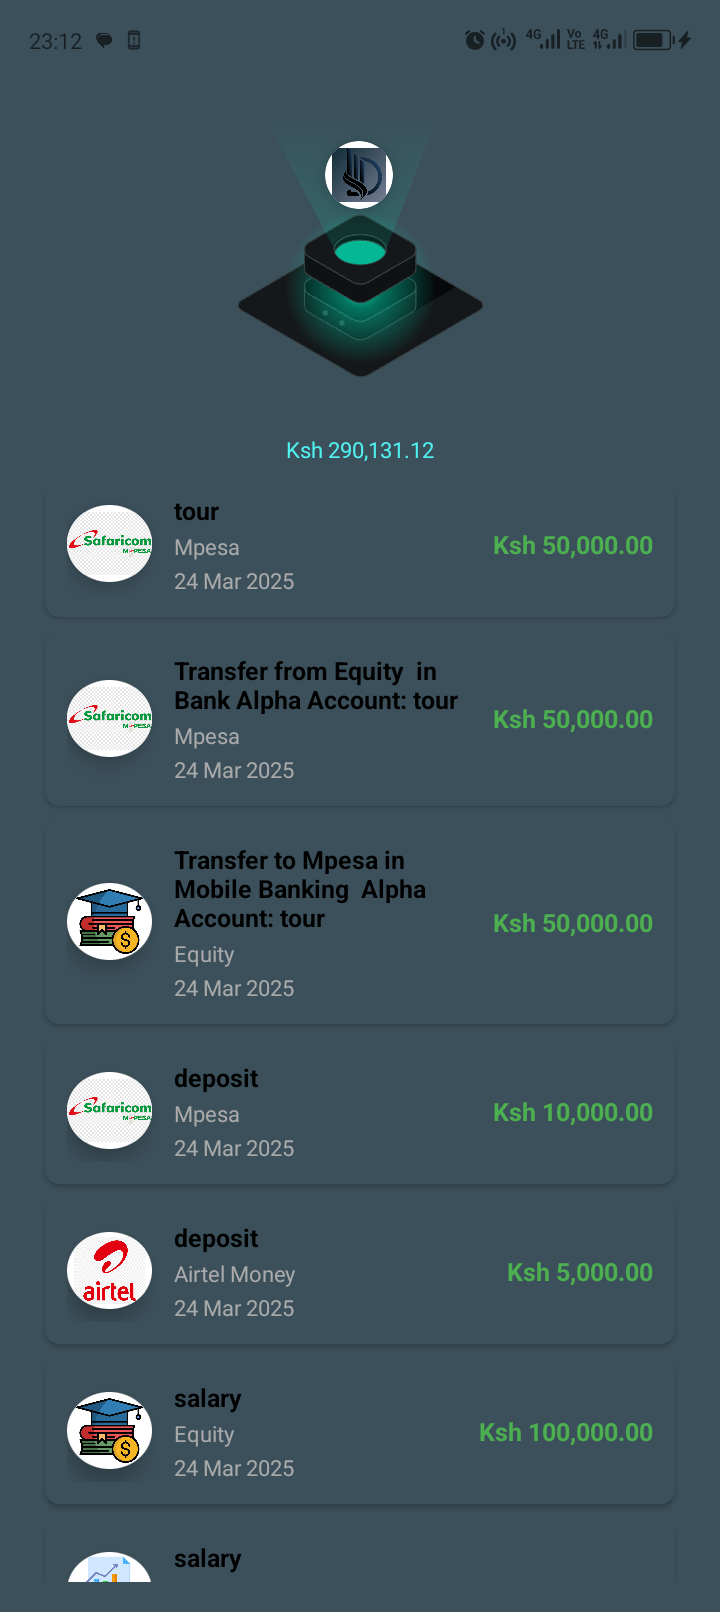 23:12
4G
Vo
LTE
4G
Ksh 290,131.12
tour
Safaricom
M-PESA
Mpesa
Ksh 50,000.00
24 Mar 2025
Transfer from Equity  in
Bank Alpha Account: tour
Safaricom
M-PESA
Ksh 50,000.00
Mpesa
24 Mar 2025
Transfer to Mpesa in
Mobile Banking  Alpha
Account: tour
Ksh 50,000.00
$
Equity
24 Mar 2025
deposit
Safaricom
M-PESA
Mpesa
Ksh 10,000.00
24 Mar 2025
deposit
Airtel Money
Ksh 5,000.00
airtel
24 Mar 2025
salary
Equity
Ksh 100,000.00
$
24 Mar 2025
salary